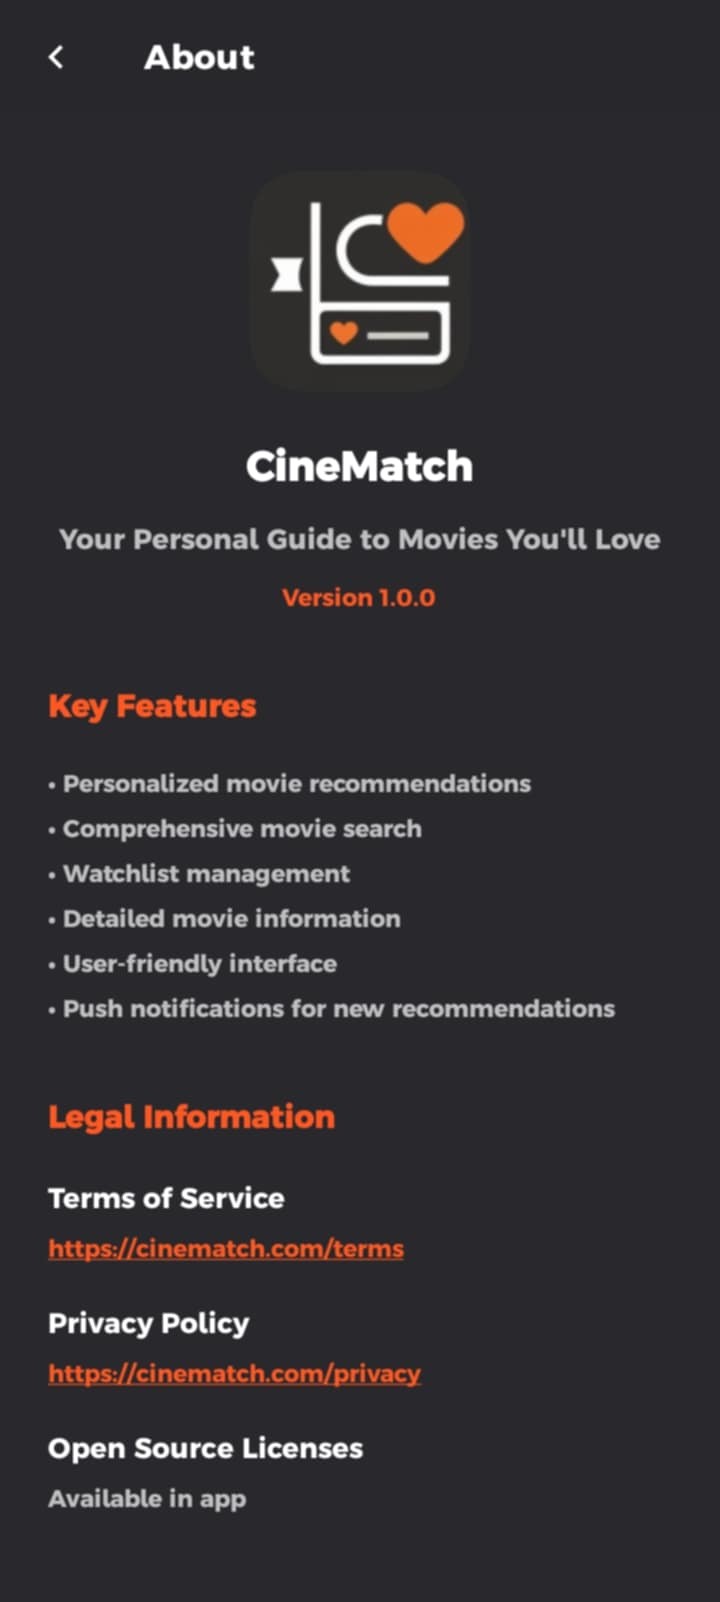 About
CineMatch
Your Personal Guide to Movies You'll Love
Version 1.0.0
Key Features
• Personalized movie recommendations
• Comprehensive movie search
• Watchlist management
• Detailed movie information
• User-friendly interface
• Push notifications for new recommendations
Legal Information
Terms of Service
https://cinematch.com/terms
Privacy Policy
https://cinematch.com/privacy
Open Source Licenses
Available in app